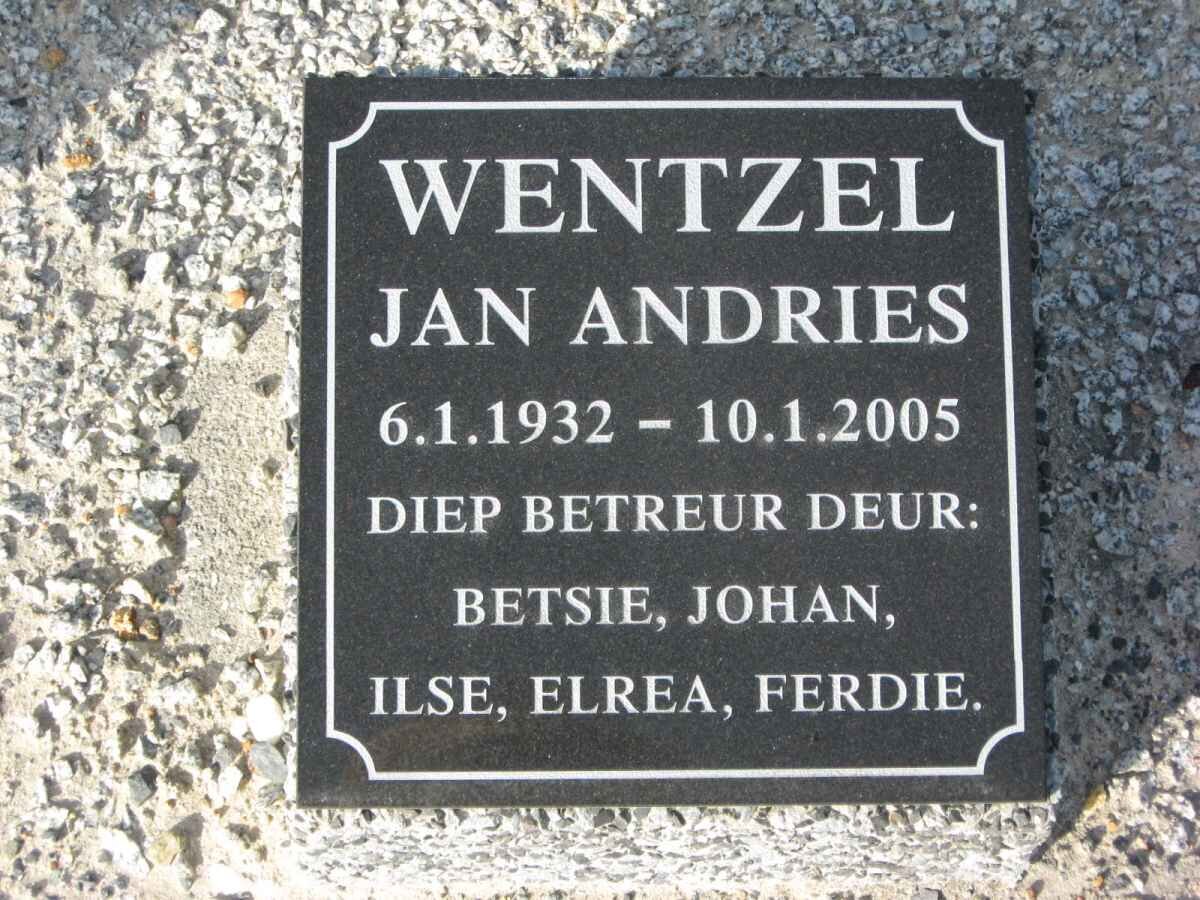 WENTZEL
JAN ANDRIES
6.1.1932 – 10.1.2005
DIEP BETREUR DEUR:
BETSIE, JOHAN,
ILSE, ELREA, FERDIE.